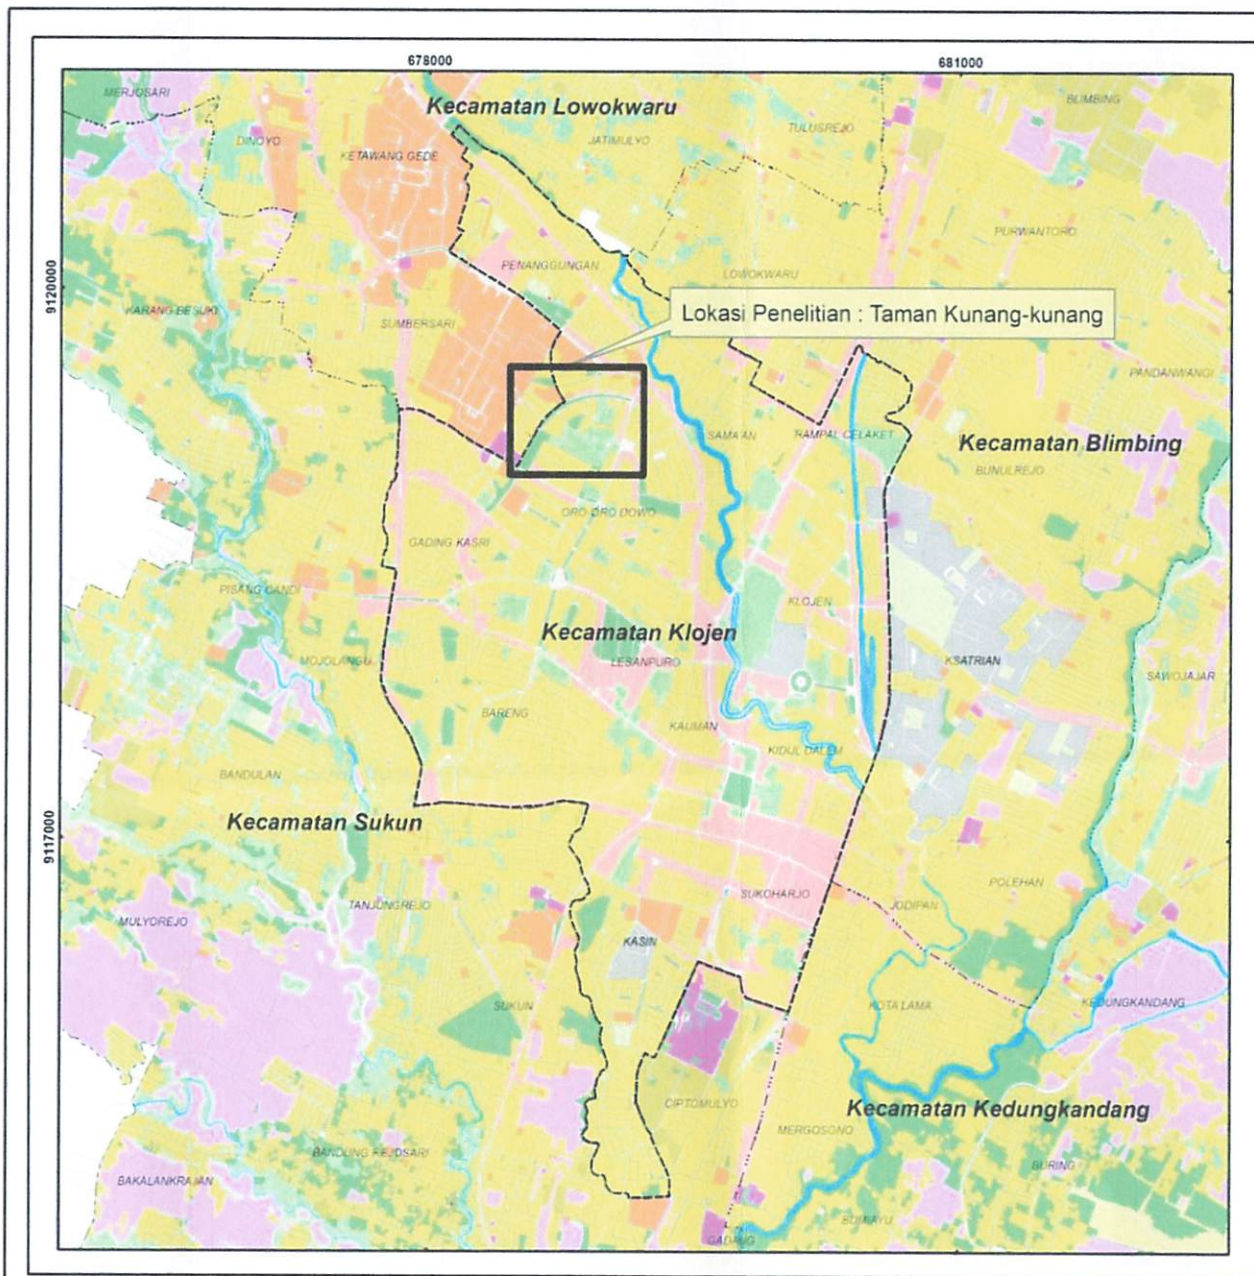 678000
681000
MERJOSARI
Kecamatan Lowokwaru
BLIMBING
DINOYO
JATIMULYO
TULUSREJO
KETAWANG GEDE
PURWANTORO
PENANGGUNGAN
LOWOKWARU
9120000
KARANG BESUKI
SUMBERSARI
Lokasi Penelitian : Taman Kunang-kunang
PANDANWANGI
SAMA'AN
RAMPAL CELAKET
Kecamatan Blimbing
BUNULREJO
ORO-ORO DOWO
GADING KASRI
PISANG CANDI
KLOJEN
Kecamatan Klojen
MOJOLANGU
LESANPURO
KSATRIAN
SAWOJAJAR
BARENG
KAUMAN
KIDUL DALEM
BANDULAN
Kecamatan Sukun
9117000
POLEHAN
TANJUNGREJO
SUKOHARJO
JODIPAN
MULYOREJO
KASIN
SUKUN
KOTA LAMA
KEDUNGKANDANG
CIPTOMULYO
Kecamatan Kedungkandang
MERGOSONO
BANDUNG REJOSARI
BURING
BAKALANKRAJAN
BUMIAYU
GADANG